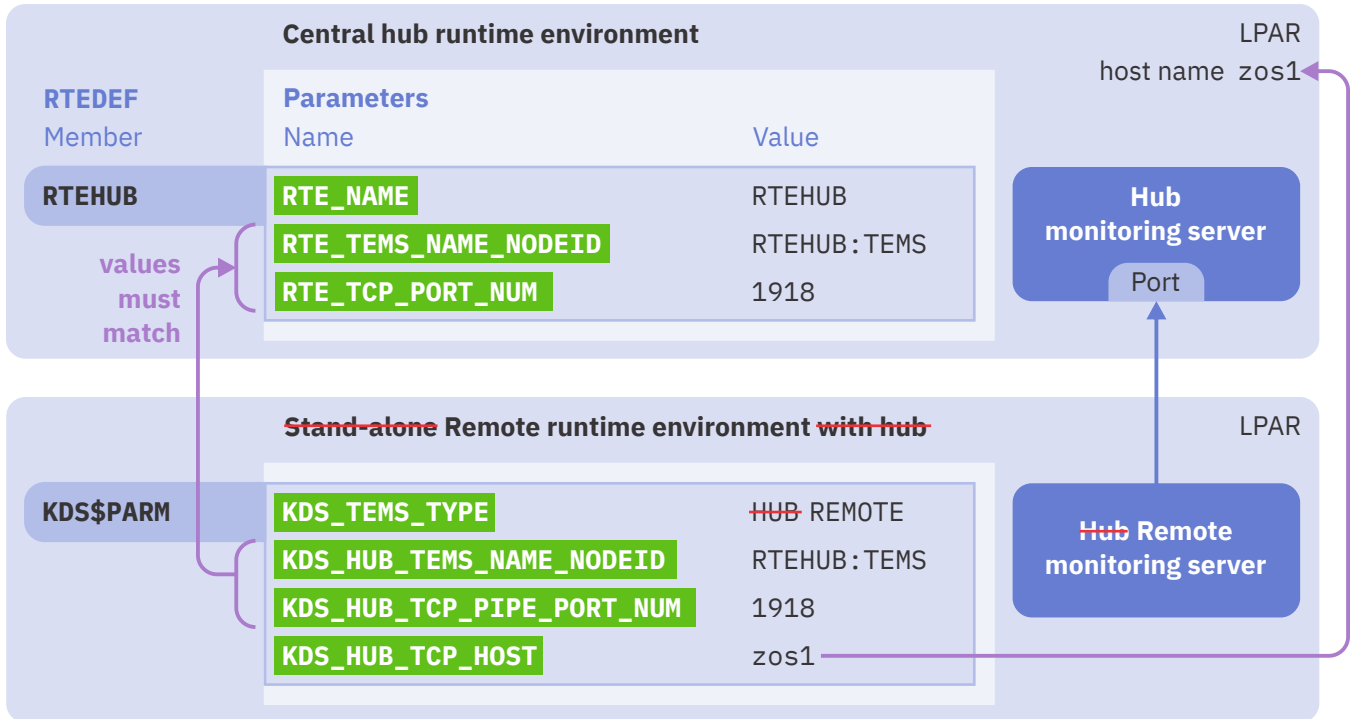 Central hub runtime environment
LPAR
host name zos1
RTEDEF
Member
Parameters
Name Value
RTEHUB
RTE_NAME RTEHUB
RTE_TEMS_NAME_NODEID RTEHUB:TEMS
RTE_TCP_PORT_NUM 1918
values
must
match
Hub
monitoring server
Port
Stand-alone Remote runtime environment with hub
LPAR
KDS$PARM
KDS_TEMS_TYPE HUB REMOTE
KDS_HUB_TEMS_NAME_NODEID RTEHUB:TEMS
KDS_HUB_TCP_PIPE_PORT_NUM 1918
KDS_HUB_TCP_HOST zos1
Hub Remote
monitoring server